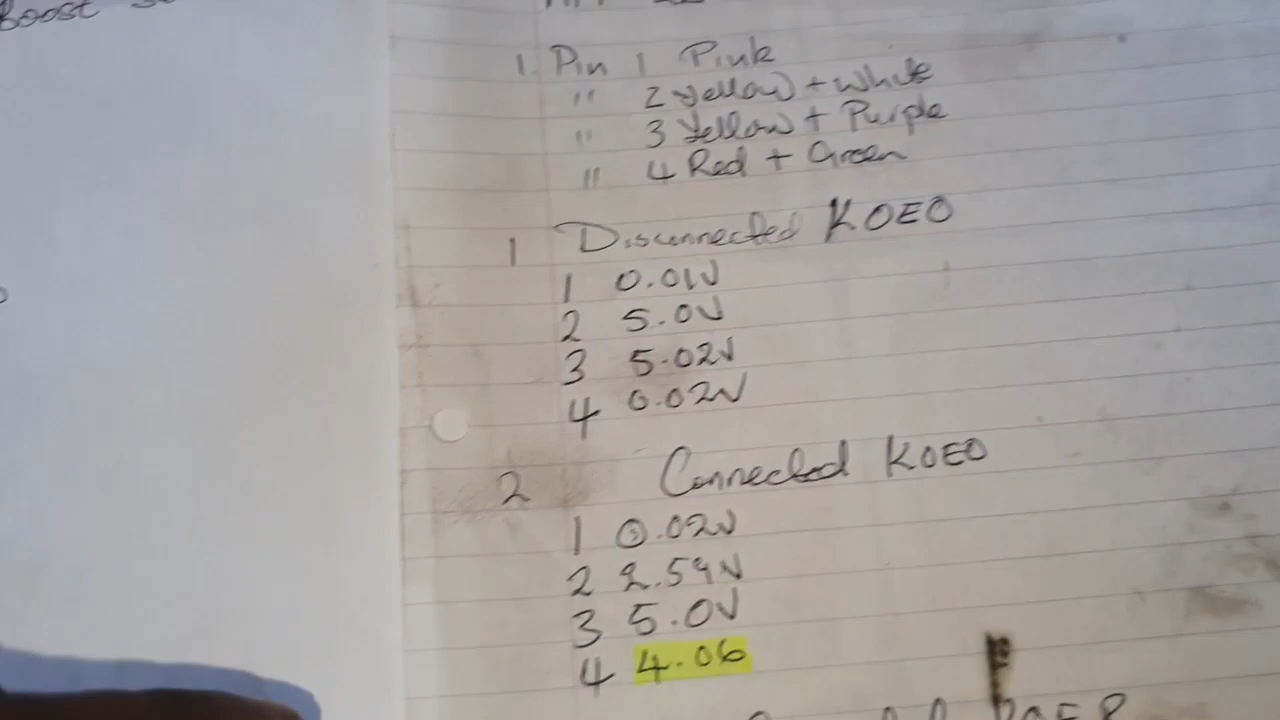 Boost
1. Pin 1 Pink
" 2 Yellow + White
" 3 Yellow + Purple
" 4 Red + Green
1 Disconnected KOEO
1 0.01V
2 5.0V
3 5.02V
4 0.02V
2 Connected KOEO
1 0.02V
2 2.59V
3 5.0V
4 4.06